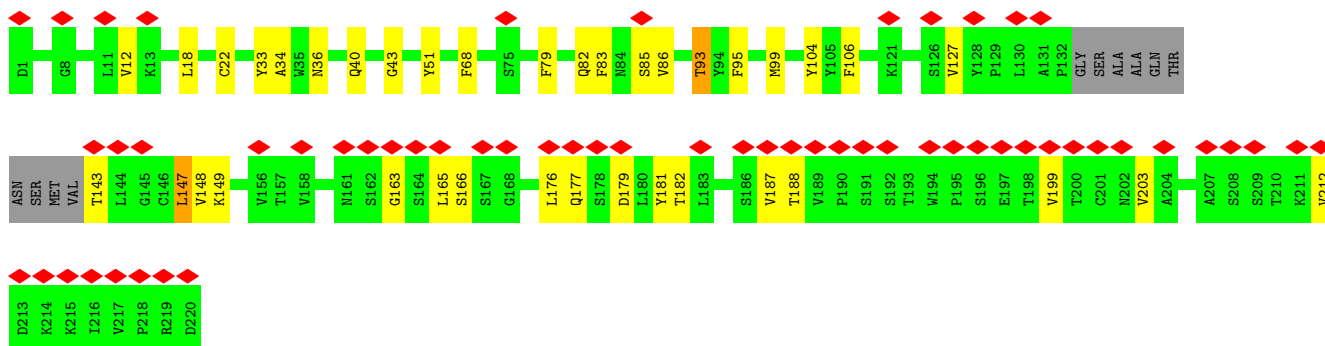 D1 G8 L11 V12 K13 L18 C22 Y33 A34 W35 N36 Q40 G43 Y51 F68 S75 F79 Q82 F83 N84 S85 V86 T93 Y94 F95 M99 Y104 Y105 F106 K121 S126 V127 Y128 P129 L130 A131 P132 GLY SER ALA ALA GLN THR
ASN SER MET VAL T143 L144 G145 C146 L147 V148 K149 V156 T157 V158 N161 S162 G163 S164 L165 S166 S167 G168 L176 Q177 S178 D179 L180 Y181 T182 L183 S186 V187 T188 V189 P190 S191 S192 T193 W194 P195 S196 E197 T198 V199 T200 C201 N202 V203 A204 A207 S208 S209 T210 K211 V212
D213 K214 K215 I216 V217 P218 R219 D220